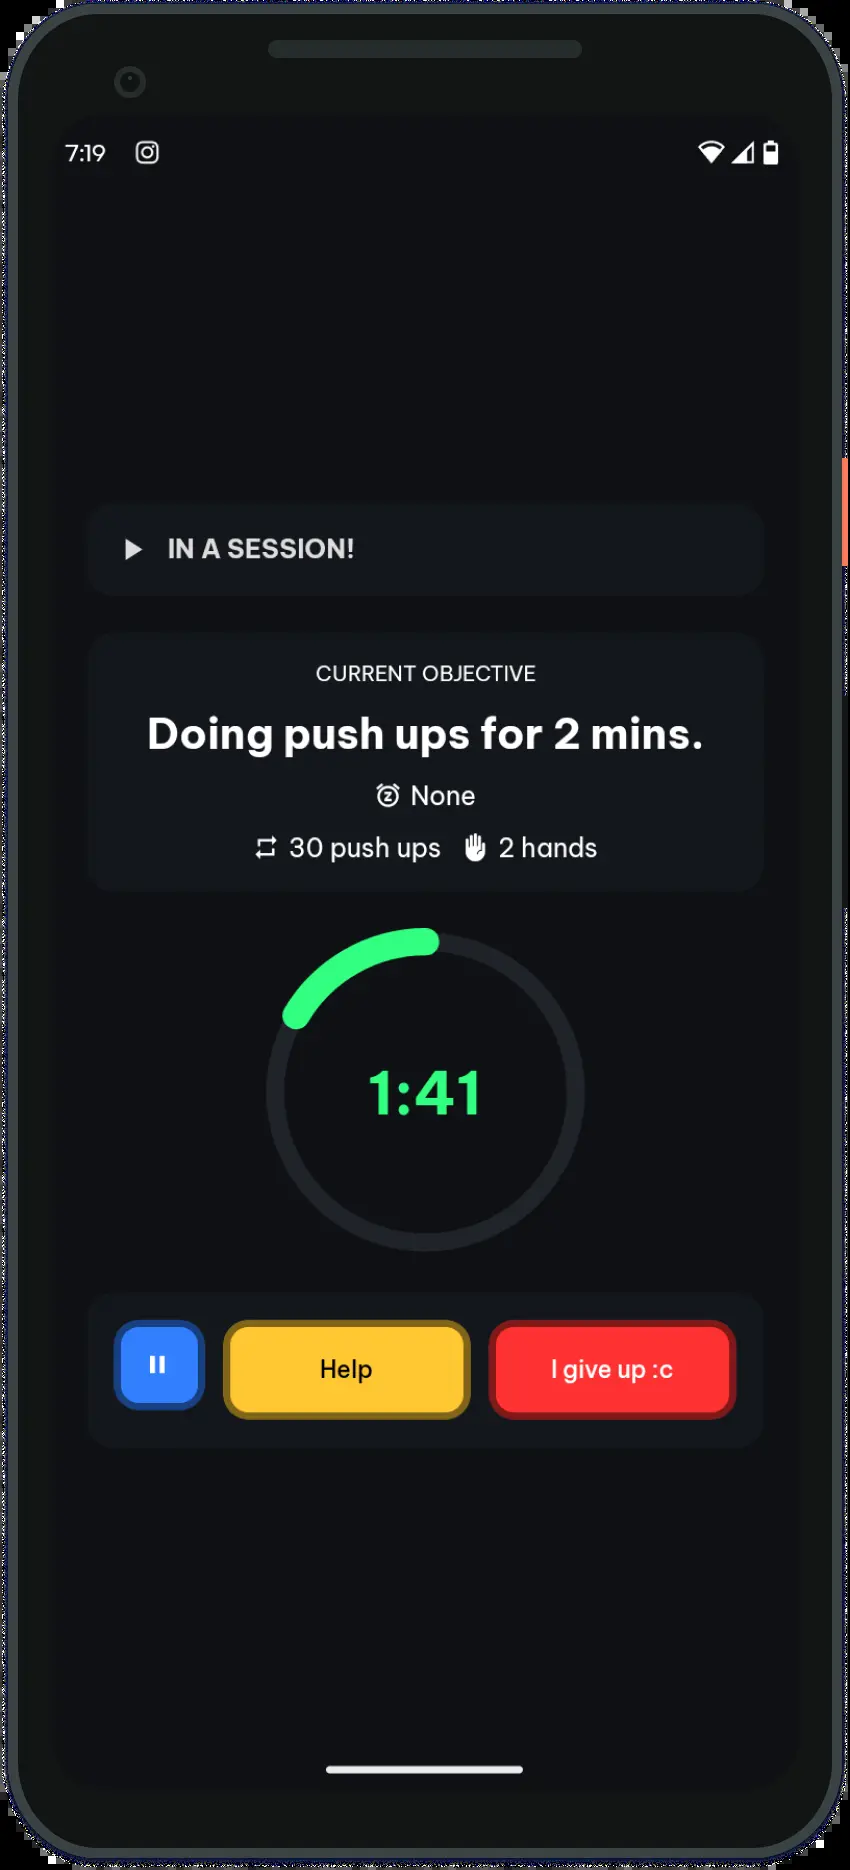 7:19
IN A SESSION!
CURRENT OBJECTIVE
Doing push ups for 2 mins.
None
30 push ups 2 hands
1:41
Help I give up :c